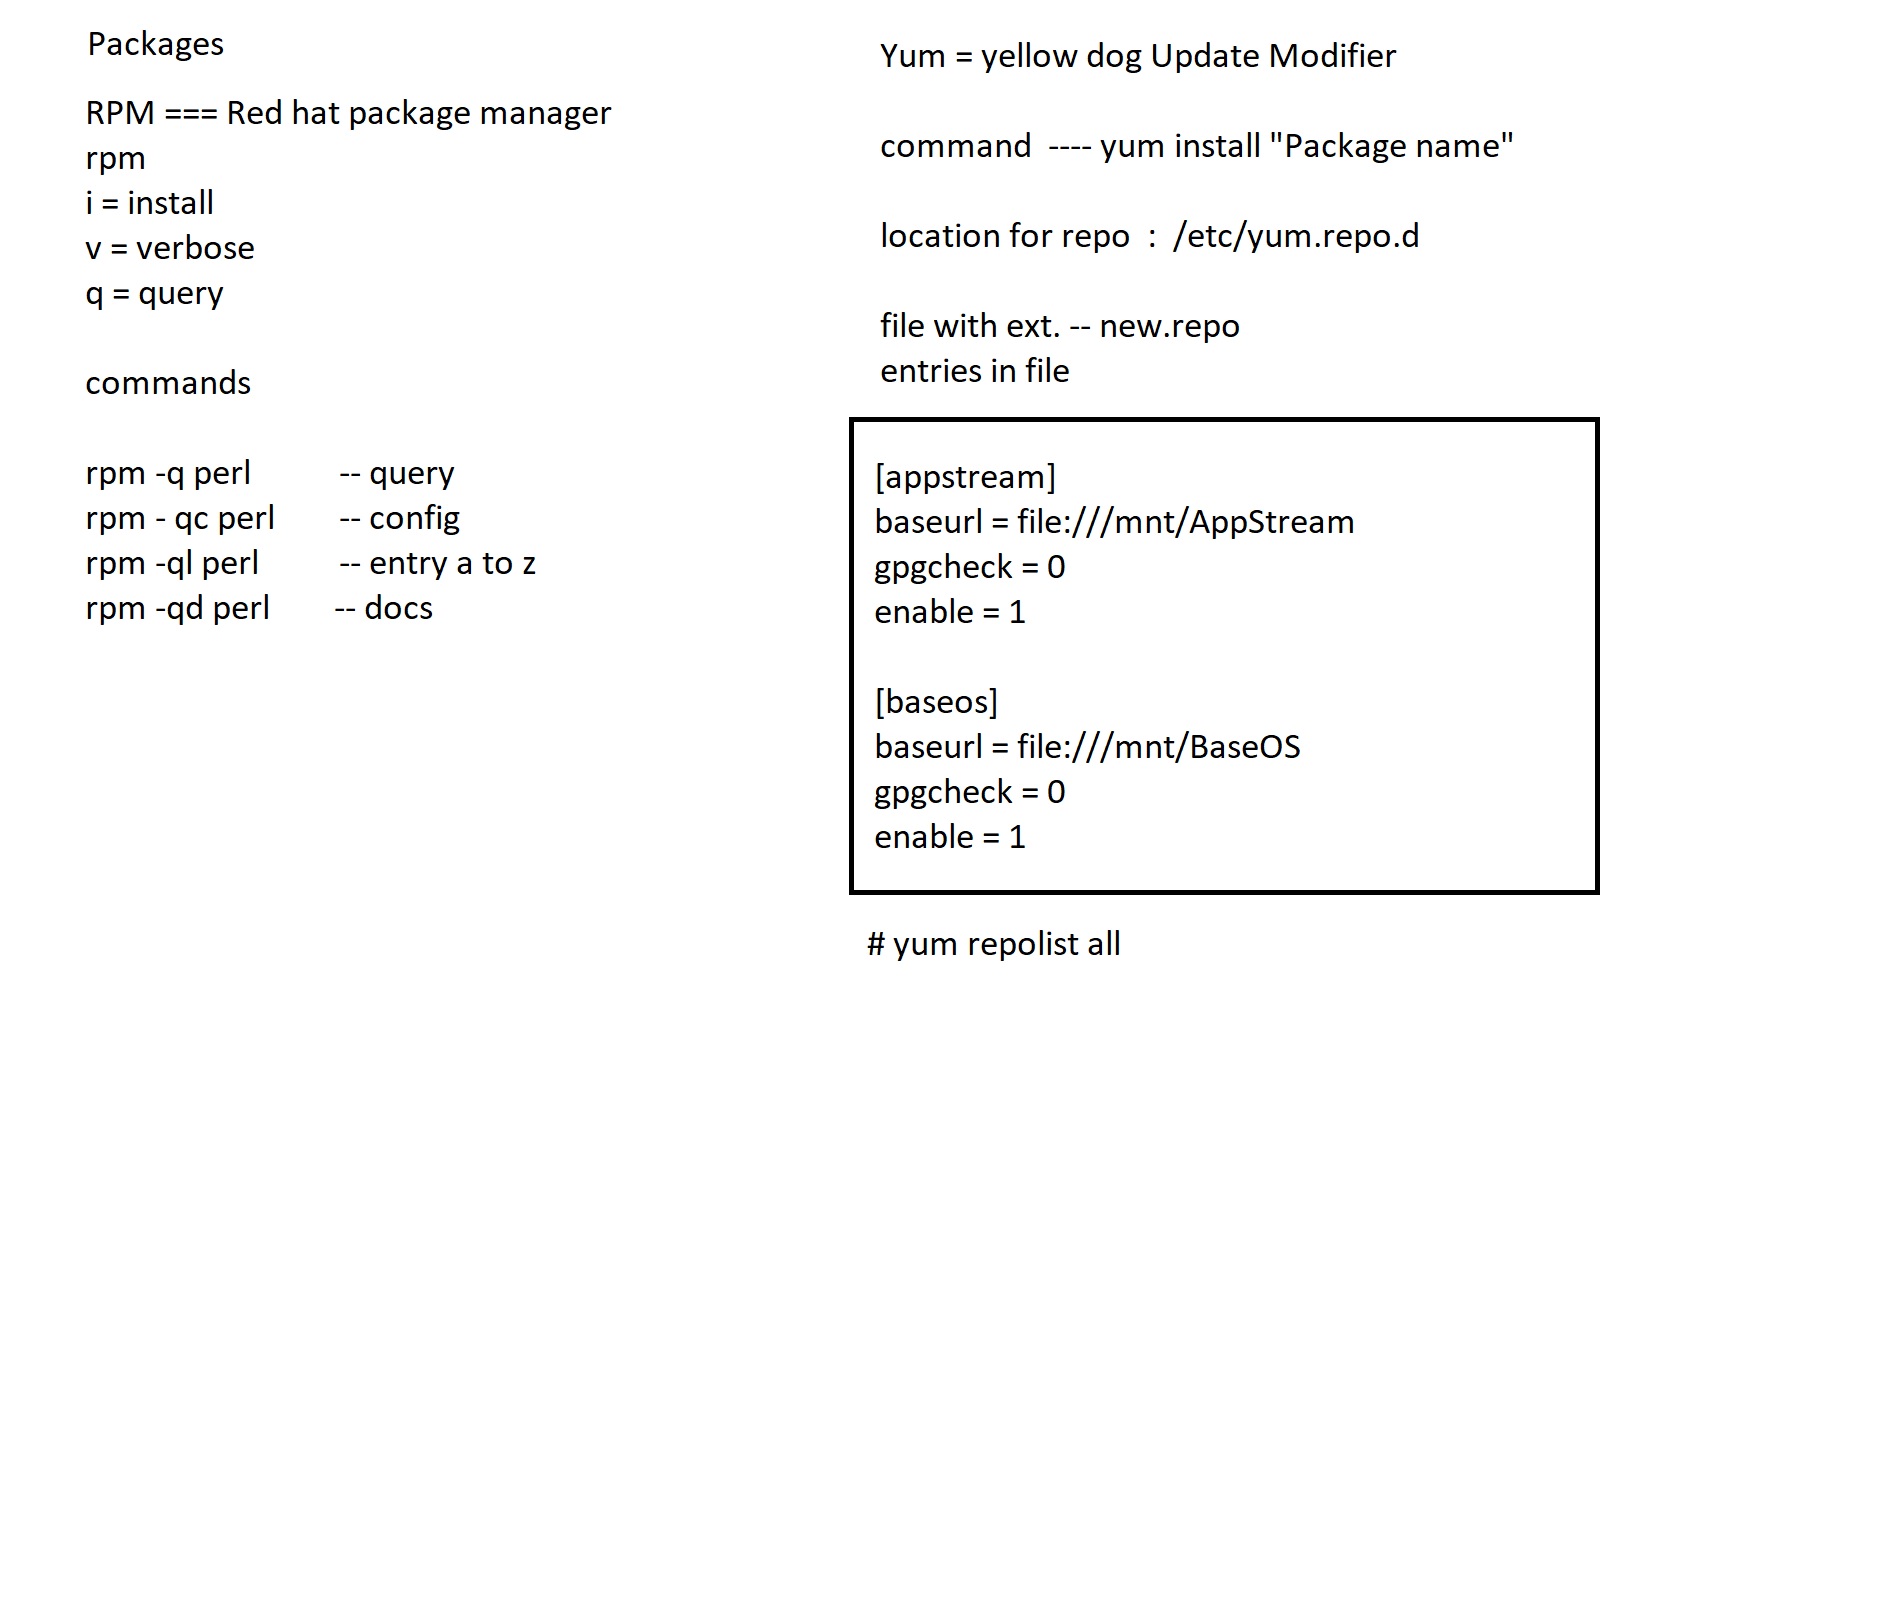 Packages
RPM === Red hat package manager
rpm
i = install
v = verbose
q = query
commands
rpm -q perl -- query
rpm - qc perl -- config
rpm -ql perl -- entry a to z
rpm -qd perl -- docs
Yum = yellow dog Update Modifier
command ---- yum install "Package name"
location for repo : /etc/yum.repo.d
file with ext. -- new.repo
entries in file
[appstream]
baseurl = file:///mnt/AppStream
gpgcheck = 0
enable = 1
[baseos]
baseurl = file:///mnt/BaseOS
gpgcheck = 0
enable = 1
# yum repolist all